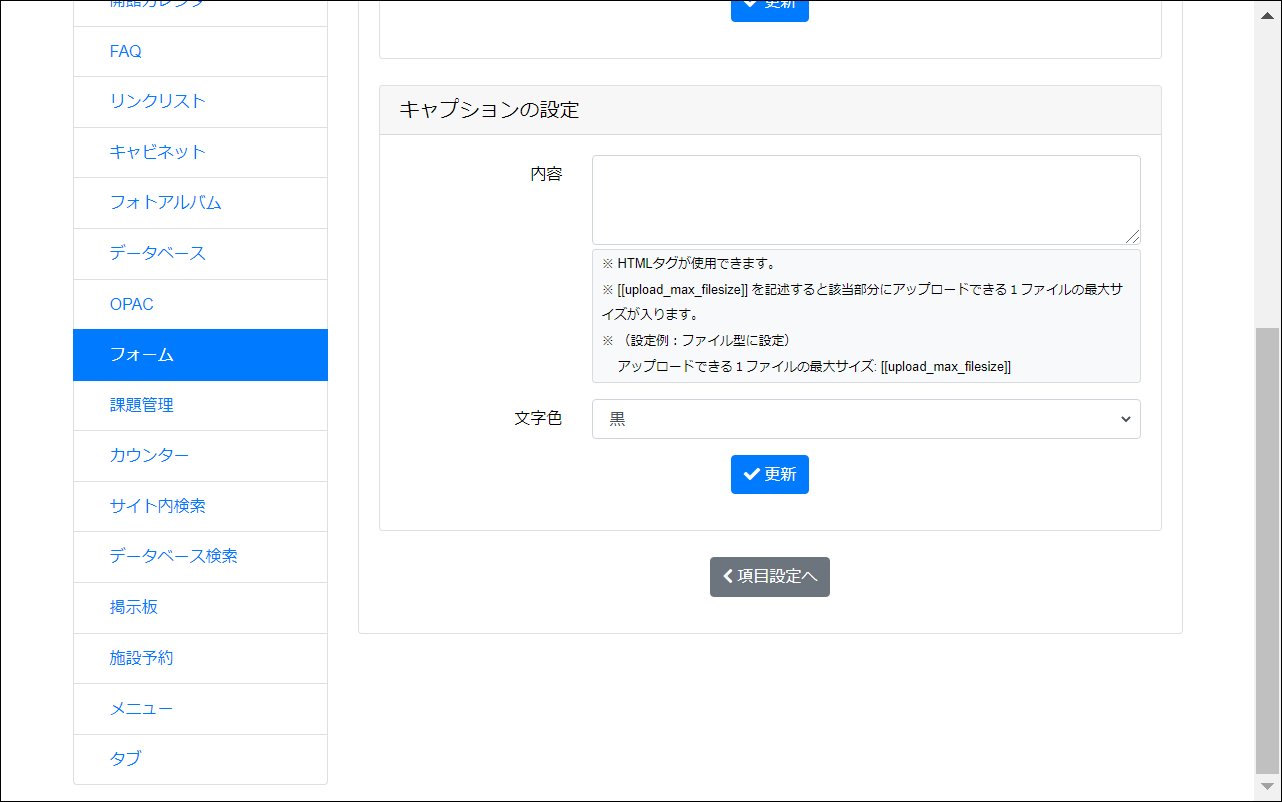 開館カレンダー
FAQ
リンクリスト
キャビネット
フォトアルバム
データベース
OPAC
フォーム
課題管理
カウンター
サイト内検索
データベース検索
掲示板
施設予約
メニュー
タブ
更新
キャプションの設定
内容
※ HTMLタグが使用できます。
※ [[upload_max_filesize]] を記述すると該当部分にアップロードできる１ファイルの最大サ
イズが入ります。
※ （設定例：ファイル型に設定）
アップロードできる１ファイルの最大サイズ: [[upload_max_filesize]]
文字色
黒
更新
項目設定へ